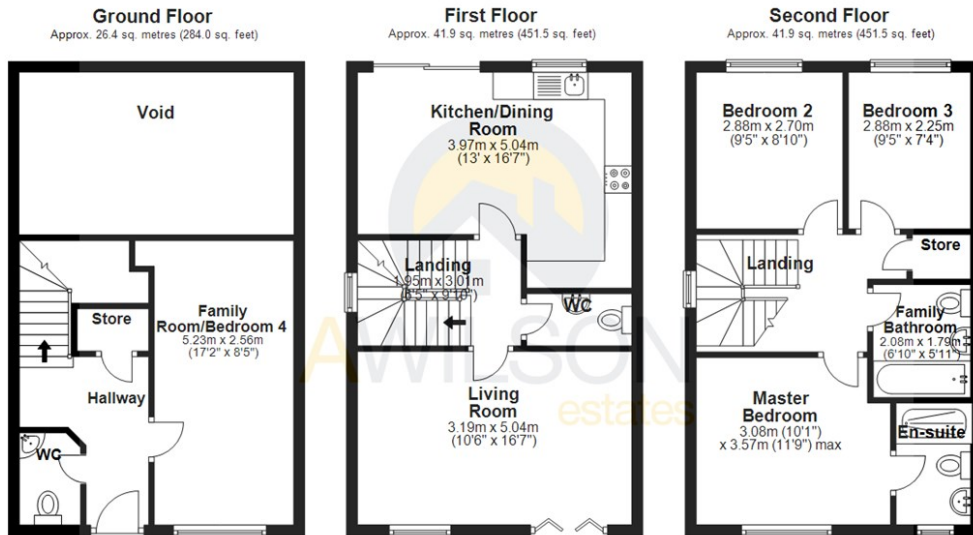 Ground Floor
Approx. 26.4 sq. metres (284.0 sq. feet)
Void
Store
Family
Room/Bedroom 4
5.23m x 2.56m
(17'2" x 8'5")
Hallway
WC
First Floor
Approx. 41.9 sq. metres (451.5 sq. feet)
Kitchen/Dining
Room
3.97m x 5.04m
(13' x 16'7")
Landing
1.95m x 3.01m
(6'5" x 9'10")
WC
Living
Room
3.19m x 5.04m
(10'6" x 16'7")
Second Floor
Approx. 41.9 sq. metres (451.5 sq. feet)
Bedroom 2
2.88m x 2.70m
(9'5" x 8'10")
Bedroom 3
2.88m x 2.25m
(9'5" x 7'4")
Store
Landing
Family
Bathroom
2.08m x 1.79m
(6'10" x 5'11")
Master
Bedroom
3.08m (10'1")
x 3.57m (11'9") max
En-suite
AWILSON
estates